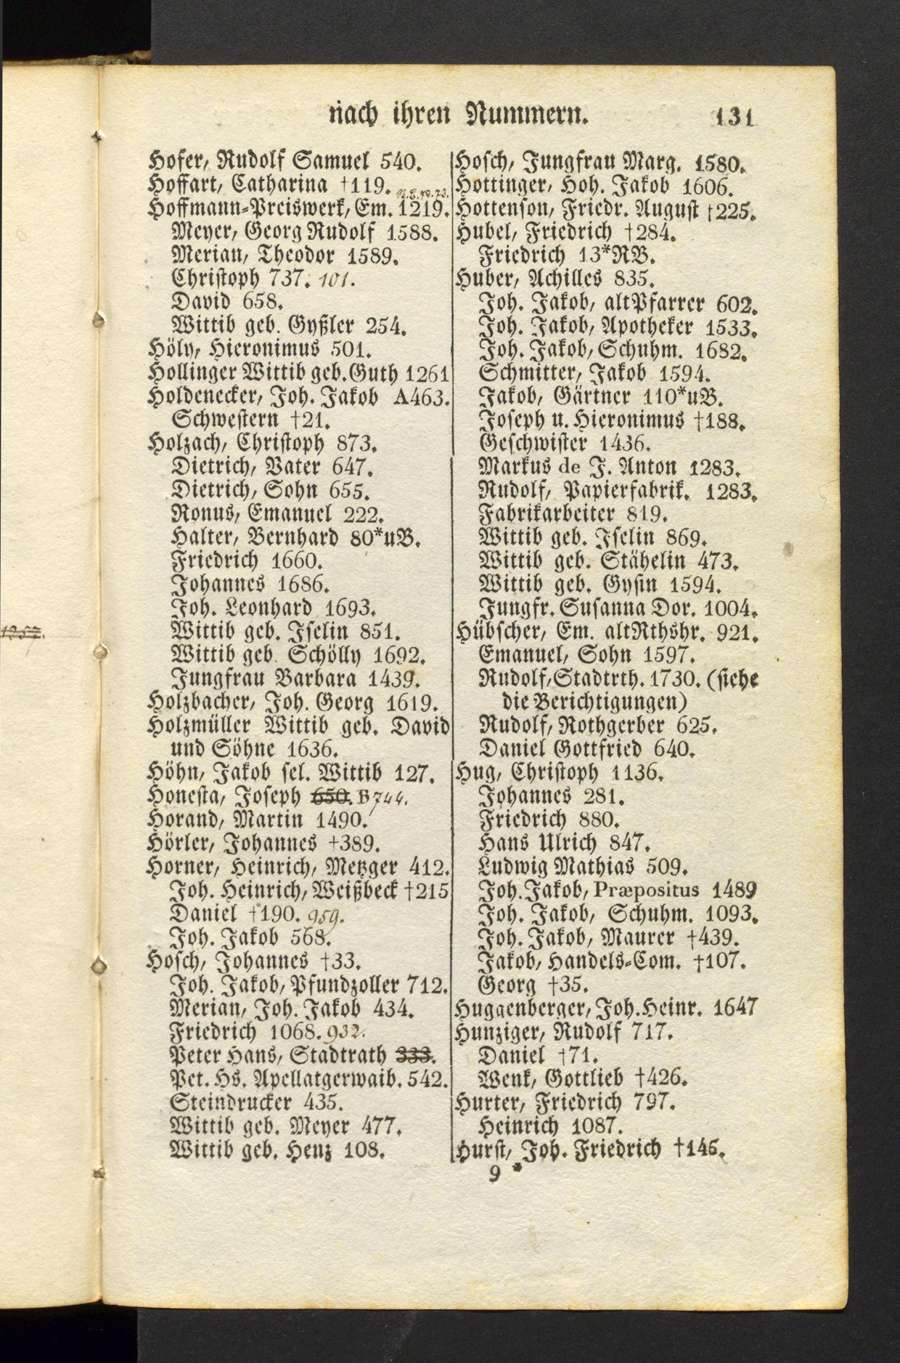 nach ihren Nummern. 131
Hofer, Rudolf Samuel 540.
Hoffart, Catharina †119.
Hoffmann-Preiswerk, Em. 1219.
Meyer, Georg Rudolf 1588.
Merian, Theodor 1589.
Christoph 737. 101.
David 658.
Wittib geb. Gyßler 254.
Höly, Hieronimus 501.
Hollinger Wittib geb. Guth 1261
Holdenecker, Joh. Jakob A463.
Schwestern †21.
Holzach, Christoph 873.
Dietrich, Vater 647.
Dietrich, Sohn 655.
Ronus, Emanuel 222.
Halter, Bernhard 80*uB.
Friedrich 1660.
Johannes 1686.
Joh. Leonhard 1693.
Wittib geb. Iselin 851.
Wittib geb. Schölly 1692.
Jungfrau Barbara 1439.
Holzbacher, Joh. Georg 1619.
Holzmüller Wittib geb. David
und Söhne 1636.
Höhn, Jakob sel. Wittib 127.
Honesta, Joseph 650. B744.
Horand, Martin 1490.
Hörler, Johannes †389.
Horner, Heinrich, Metzger 412.
Joh. Heinrich, Weißbeck †215
Daniel †190. 959.
Joh. Jakob 568.
Hosch, Johannes †33.
Joh. Jakob, Pfundzoller 712.
Merian, Joh. Jakob 434.
Friedrich 1068. 932.
Peter Hans, Stadtrath 333.
Pet. Hs. Apellatgerwaib. 542.
Steindrucker 435.
Wittib geb. Meyer 477.
Wittib geb. Henz 108.
Hosch, Jungfrau Marg. 1580.
Hottinger, Hoh. Jakob 1606.
Hottenson, Friedr. August †225.
Hubel, Friedrich †284.
Friedrich 13*RB.
Huber, Achilles 835.
Joh. Jakob, altPfarrer 602.
Joh. Jakob, Apotheker 1533.
Joh. Jakob, Schuhm. 1682.
Schmitter, Jakob 1594.
Jakob, Gärtner 110*uB.
Joseph u. Hieronimus †188.
Geschwister 1436.
Markus de J. Anton 1283.
Rudolf, Papierfabrik. 1283.
Fabrikarbeiter 819.
Wittib geb. Iselin 869.
Wittib geb. Stähelin 473.
Wittib geb. Gysin 1594.
Jungfr. Susanna Dor. 1004.
Hübscher, Em. altRthshr. 921.
Emanuel, Sohn 1597.
Rudolf, Stadtrth. 1730. (siehe
die Berichtigungen)
Rudolf, Rothgerber 625.
Daniel Gottfried 640.
Hug, Christoph 1136.
Johannes 281.
Friedrich 880.
Hans Ulrich 847.
Ludwig Mathias 509.
Joh. Jakob, Præpositus 1489
Joh. Jakob, Schuhm. 1093.
Joh. Jakob, Maurer †439.
Jakob, Handels-Com. †107.
Georg †35.
Huggenberger, Joh. Heinr. 1647
Hunziger, Rudolf 717.
Daniel †71.
Wenk, Gottlieb †426.
Hurter, Friedrich 797.
Heinrich 1087.
Hurst, Joh. Friedrich †146.
9 *